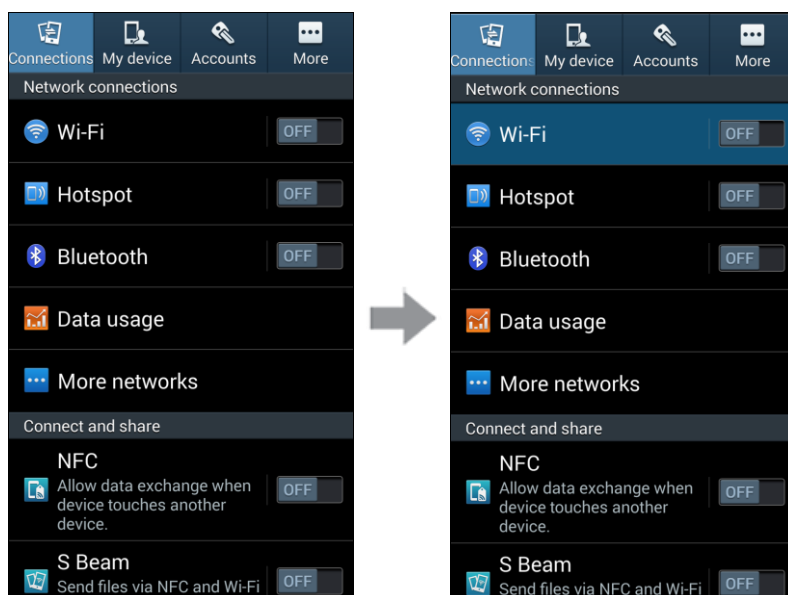 Connections My device Accounts More
Network connections
Wi-Fi OFF
Hotspot OFF
Bluetooth OFF
Data usage
More networks
Connect and share
NFC
Allow data exchange when
device touches another
device.
OFF
S Beam
Send files via NFC and Wi-Fi
OFF
Connections My device Accounts More
Network connections
Wi-Fi OFF
Hotspot OFF
Bluetooth OFF
Data usage
More networks
Connect and share
NFC
Allow data exchange when
device touches another
device.
OFF
S Beam
Send files via NFC and Wi-Fi
OFF